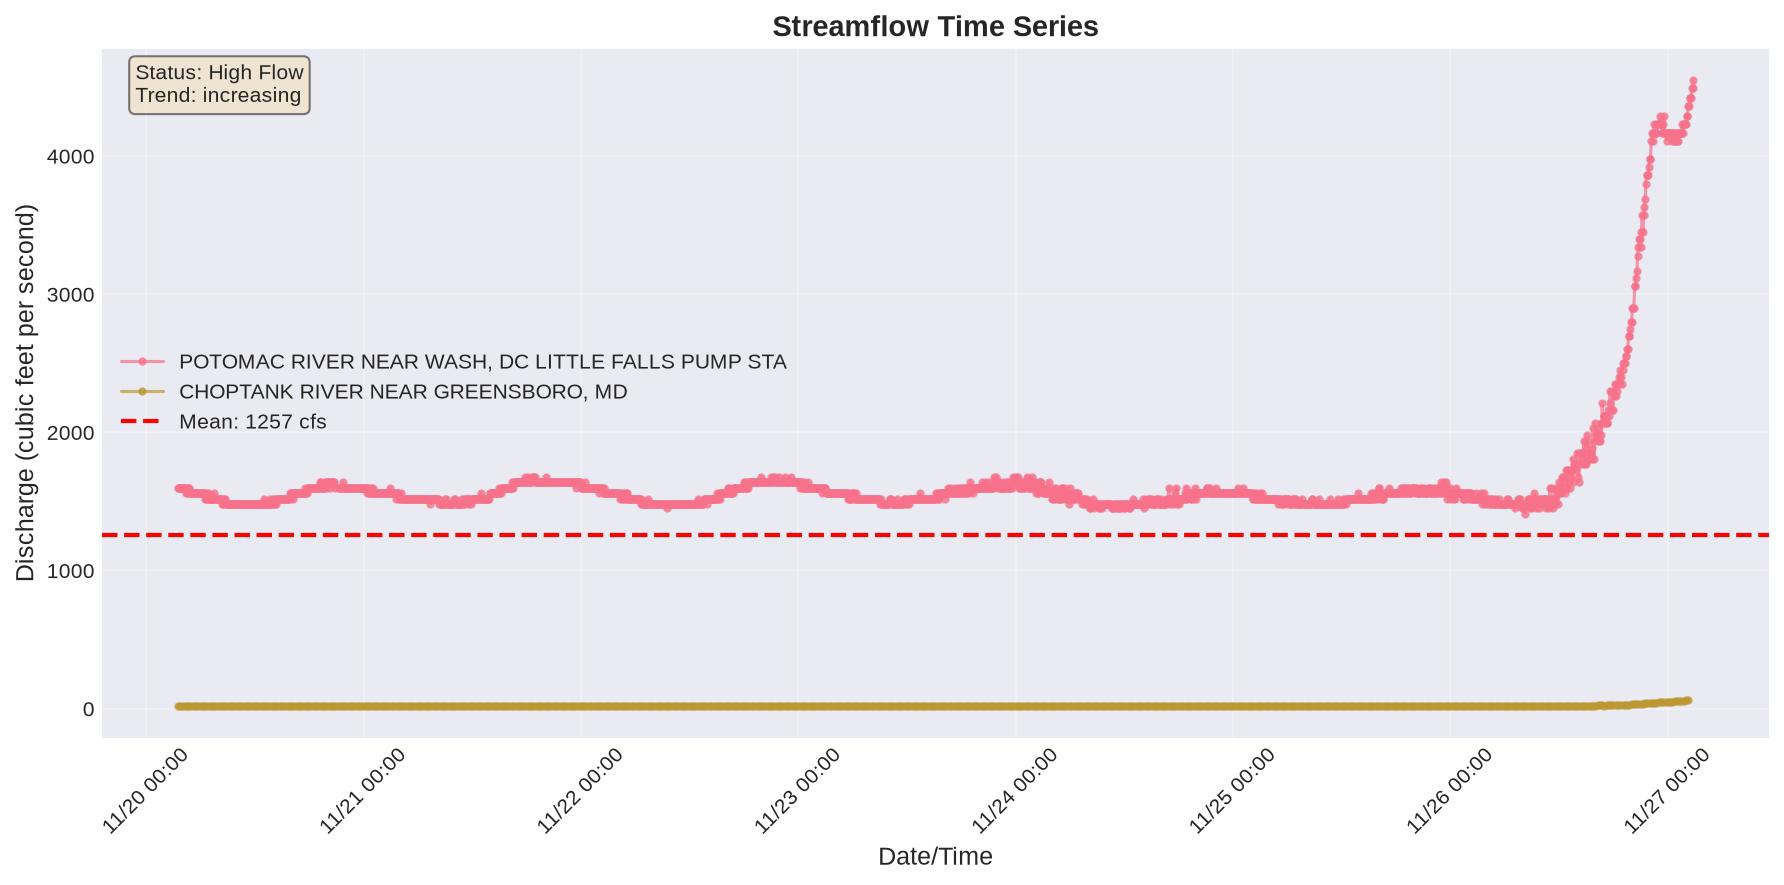 Streamflow Time Series
Status: High Flow
Trend: increasing
Discharge (cubic feet per second)
4000
3000
2000
1000
0
POTOMAC RIVER NEAR WASH, DC LITTLE FALLS PUMP STA
CHOPTANK RIVER NEAR GREENSBORO, MD
Mean: 1257 cfs
11/20 00:00
11/21 00:00
11/22 00:00
11/23 00:00
11/24 00:00
11/25 00:00
11/26 00:00
11/27 00:00
Date/Time